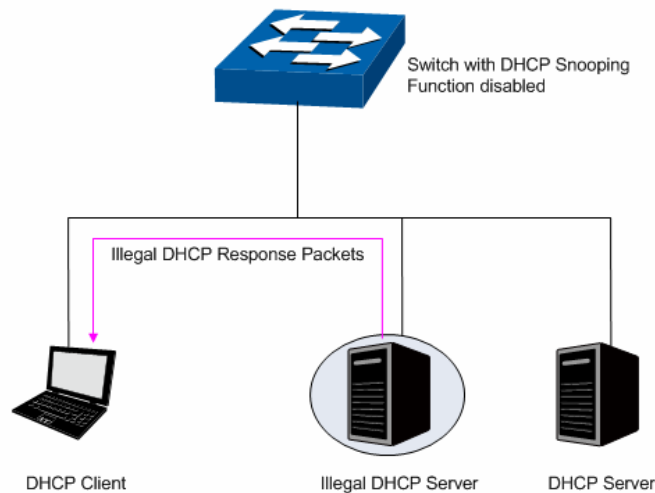 Switch with DHCP Snooping
Function disabled
Illegal DHCP Response Packets
DHCP Client
Illegal DHCP Server
DHCP Server